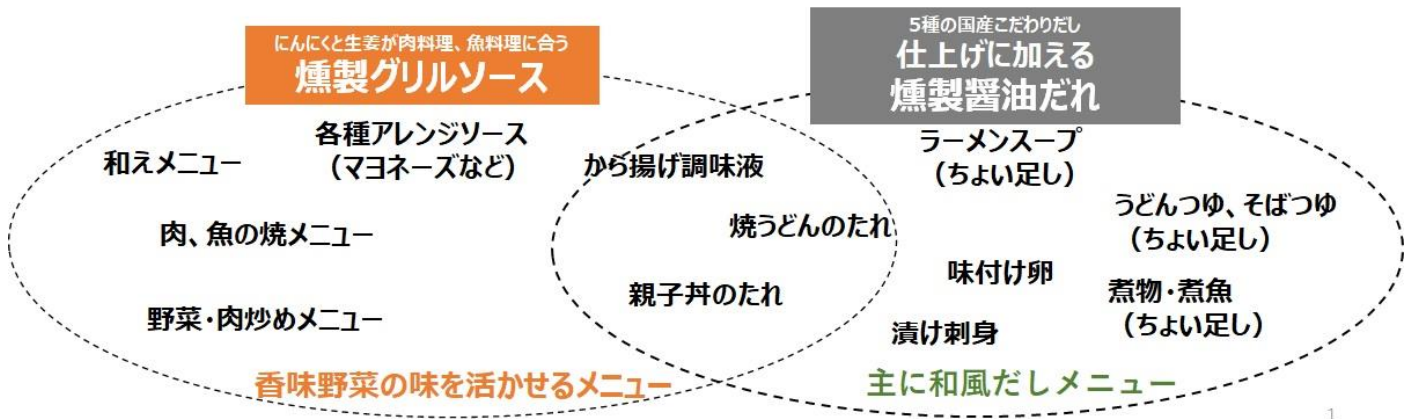 にんにくと生姜が肉料理、魚料理に合う
燻製グリルソース
5種の国産こだわりだし
仕上げに加える
燻製醤油だれ
各種アレンジソース
（マヨネーズなど）
和えメニュー
肉、魚の焼メニュー
野菜・肉炒めメニュー
から揚げ調味液
焼うどんのたれ
親子丼のたれ
ラーメンスープ
（ちょい足し）
うどんつゆ、そばつゆ
（ちょい足し）
味付け卵
煮物・煮魚
（ちょい足し）
漬け刺身
香味野菜の味を活かせるメニュー
主に和風だしメニュー
1